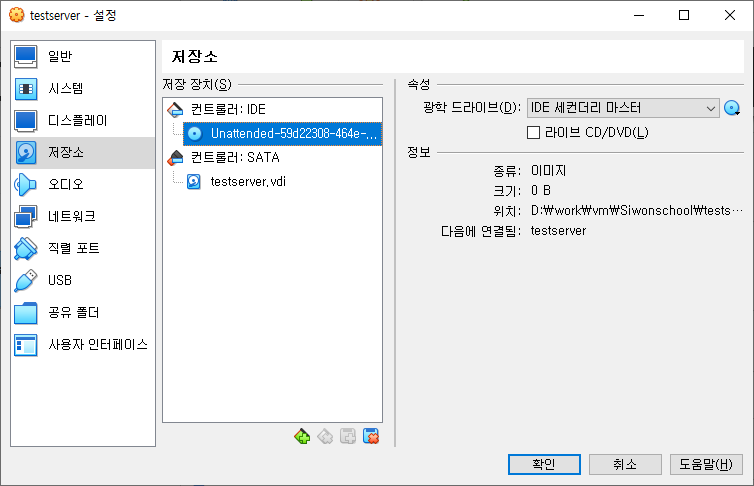 testserver - 설정
일반
시스템
디스플레이
저장소
오디오
네트워크
직렬 포트
USB
공유 폴더
사용자 인터페이스
저장소
저장 장치(S)
컨트롤러: IDE
Unattended-59d22308-464e-...
컨트롤러: SATA
testserver.vdi
속성
광학 드라이브(D): IDE 세컨더리 마스터
라이브 CD/DVD(L)
정보
종류: 이미지
크기: 0 B
위치: D:₩work₩vm₩Siwonschool₩tests...
다음에 연결됨: testserver
확인
취소
도움말(H)